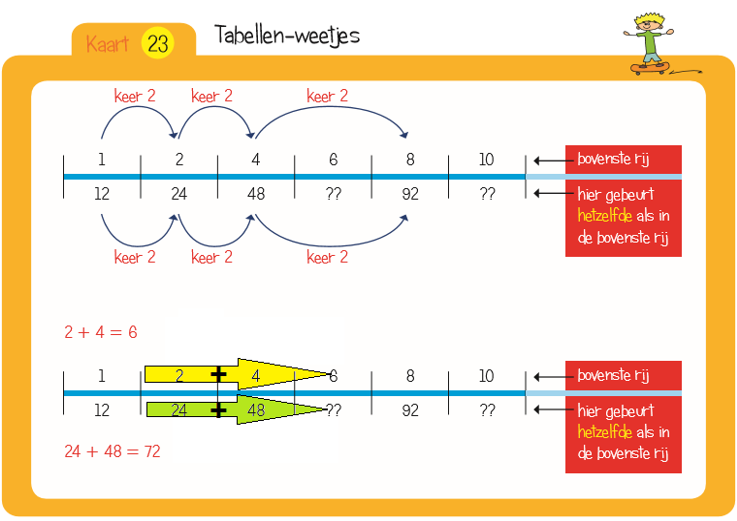 Kaart 23
Tabellen-weetjes
keer 2 keer 2 keer 2
1 2 4 6 8 10 bovenste rij
12 24 48 ?? 92 ?? hier gebeurt
hetzelfde als in
de bovenste rij
keer 2 keer 2 keer 2
2 + 4 = 6
1 2 + 4 6 8 10 bovenste rij
12 24 + 48 ?? 92 ?? hier gebeurt
hetzelfde als in
de bovenste rij
24 + 48 = 72